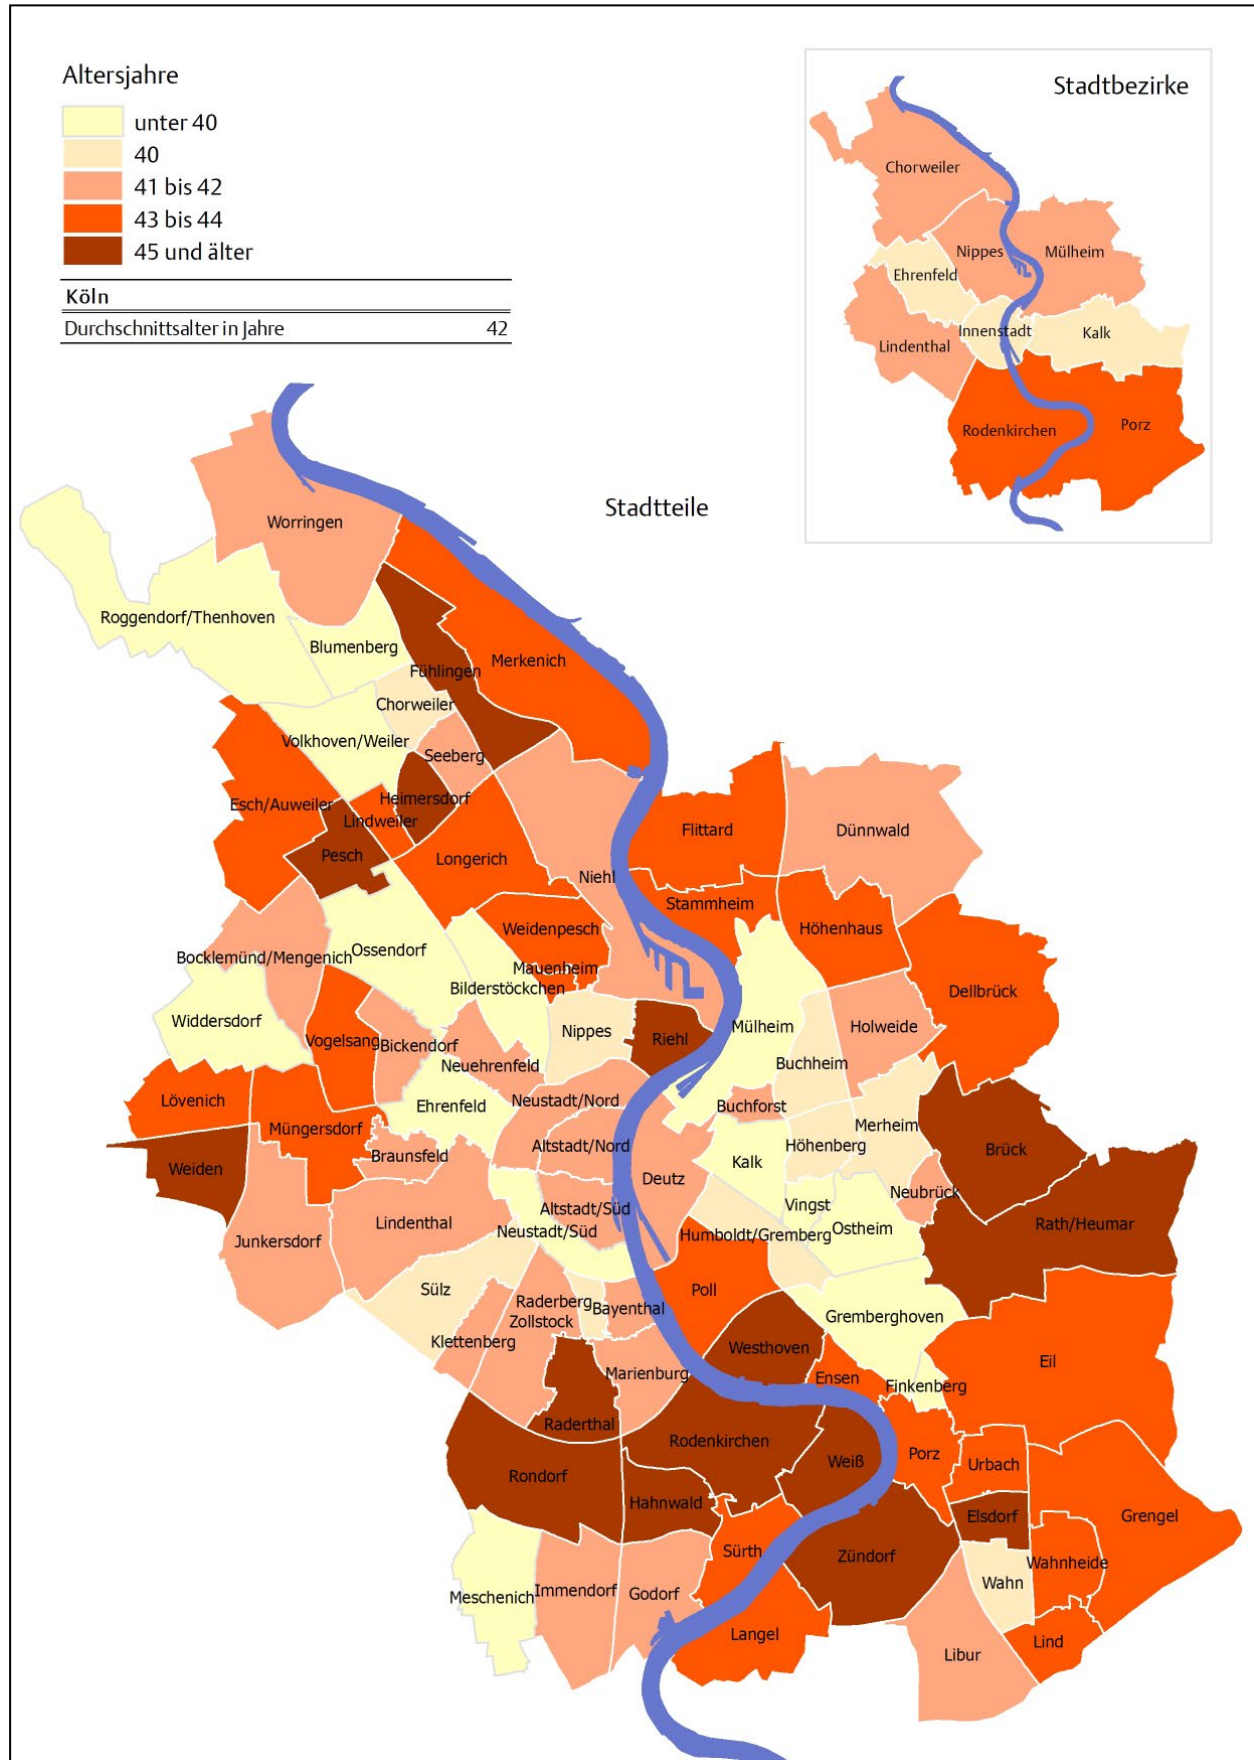 Altersjahre
unter 40
40
41 bis 42
43 bis 44
45 und älter
Köln
Durchschnittsalter in Jahre 42
Stadtbezirke
Chorweiler
Nippes
Mülheim
Ehrenfeld
Innenstadt
Kalk
Lindenthal
Rodenkirchen
Porz
Stadtteile
Worringen
Roggendorf/Thenhoven
Blumenberg
Merkenich
Fühlingen
Chorweiler
Volkhoven/Weiler
Seeberg
Esch/Auweiler
Heimersdorf
Lindweiler
Flittard
Dünnwald
Pesch
Longerich
Niehl
Stammheim
Höhenhaus
Weidenpesch
Ossendorf
Bocklemünd/Mengenich
Mauenheim
Bilderstöckchen
Dellbrück
Widdersdorf
Vogelsang
Bickendorf
Nippes
Riehl
Mülheim
Holweide
Neuehrenfeld
Buchheim
Lövenich
Ehrenfeld
Neustadt/Nord
Buchforst
Müngersdorf
Merheim
Altstadt/Nord
Höhenberg
Braunsfeld
Brück
Weiden
Kalk
Deutz
Neubrück
Vingst
Altstadt/Süd
Lindenthal
Rath/Heumar
Neustadt/Süd
Ostheim
Humboldt/Gremberg
Junkersdorf
Sülz
Poll
Raderberg
Bayenthal
Zollstock
Gremberghoven
Klettenberg
Westhoven
Eil
Marienburg
Ensen
Finkenberg
Raderthal
Rodenkirchen
Porz
Weiß
Urbach
Rondorf
Hahnwald
Elsdorf
Grengel
Sürth
Zündorf
Wahnheide
Wahn
Meschenich
Immendorf
Godorf
Langel
Lind
Libur